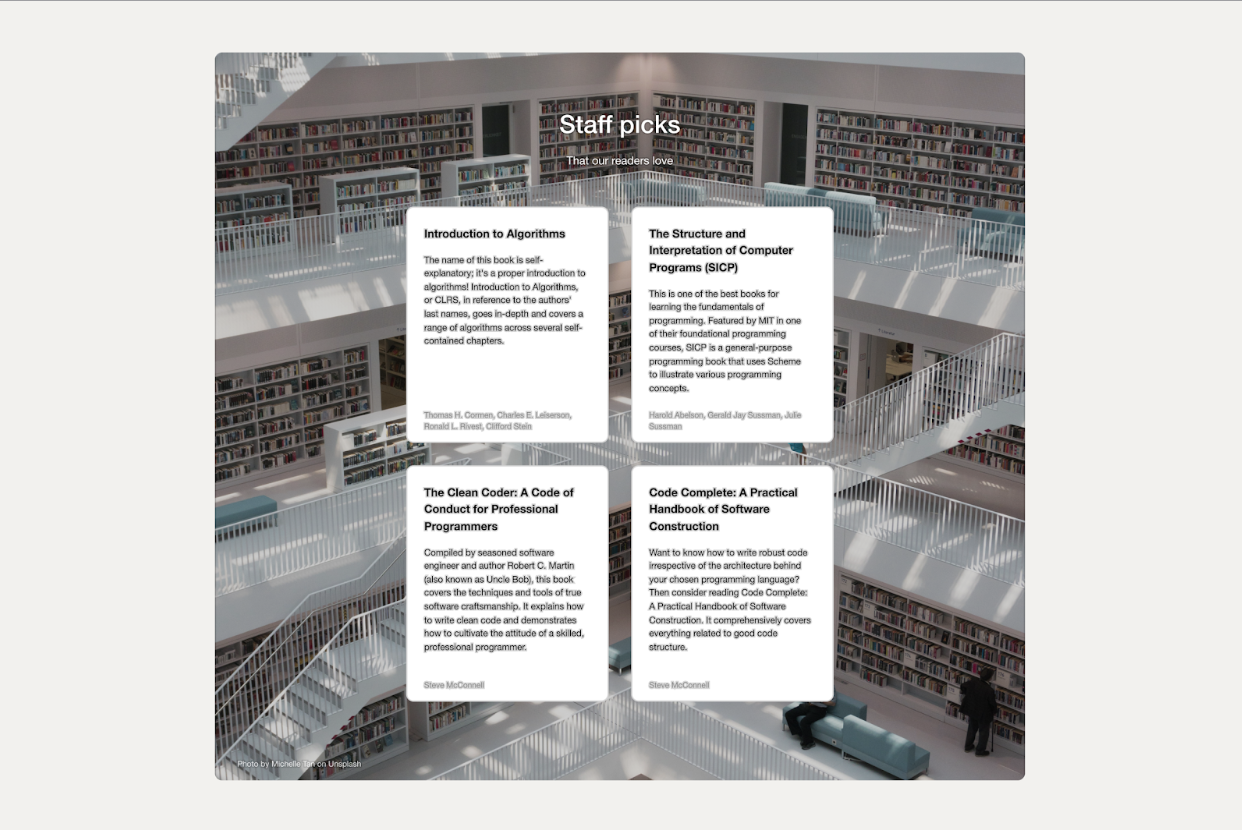 Staff picks
That our readers love
Introduction to Algorithms
The name of this book is self-
explanatory; it's a proper introduction to
algorithms! Introduction to Algorithms,
or CLRS, in reference to the authors'
last names, goes in-depth and covers a
range of algorithms across several self-
contained chapters.
Thomas H. Cormen, Charles E. Leiserson,
Ronald L. Rivest, Clifford Stein
The Structure and
Interpretation of Computer
Programs (SICP)
This is one of the best books for
learning the fundamentals of
programming. Featured by MIT in one
of their foundational programming
courses, SICP is a general-purpose
programming book that uses Scheme
to illustrate various programming
concepts.
Harold Abelson, Gerald Jay Sussman, Julie
Sussman
The Clean Coder: A Code of
Conduct for Professional
Programmers
Compiled by seasoned software
engineer and author Robert C. Martin
(also known as Uncle Bob), this book
covers the techniques and tools of true
software craftsmanship. It explains how
to write clean code and demonstrates
how to cultivate the attitude of a skilled,
professional programmer.
Steve McConnell
Code Complete: A Practical
Handbook of Software
Construction
Want to know how to write robust code
irrespective of the architecture behind
your chosen programming language?
Then consider reading Code Complete:
A Practical Handbook of Software
Construction. It comprehensively covers
everything related to good code
structure.
Steve McConnell
Photo by Michelle Tan on Unsplash